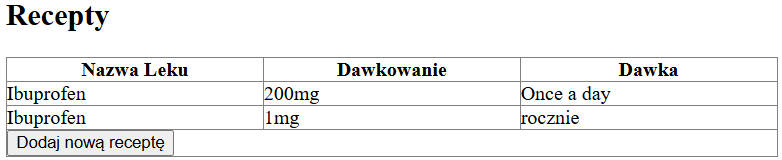 Recepty
Nazwa Leku Dawkowanie Dawka
Ibuprofen 200mg Once a day
Ibuprofen 1mg rocznie
Dodaj nową receptę